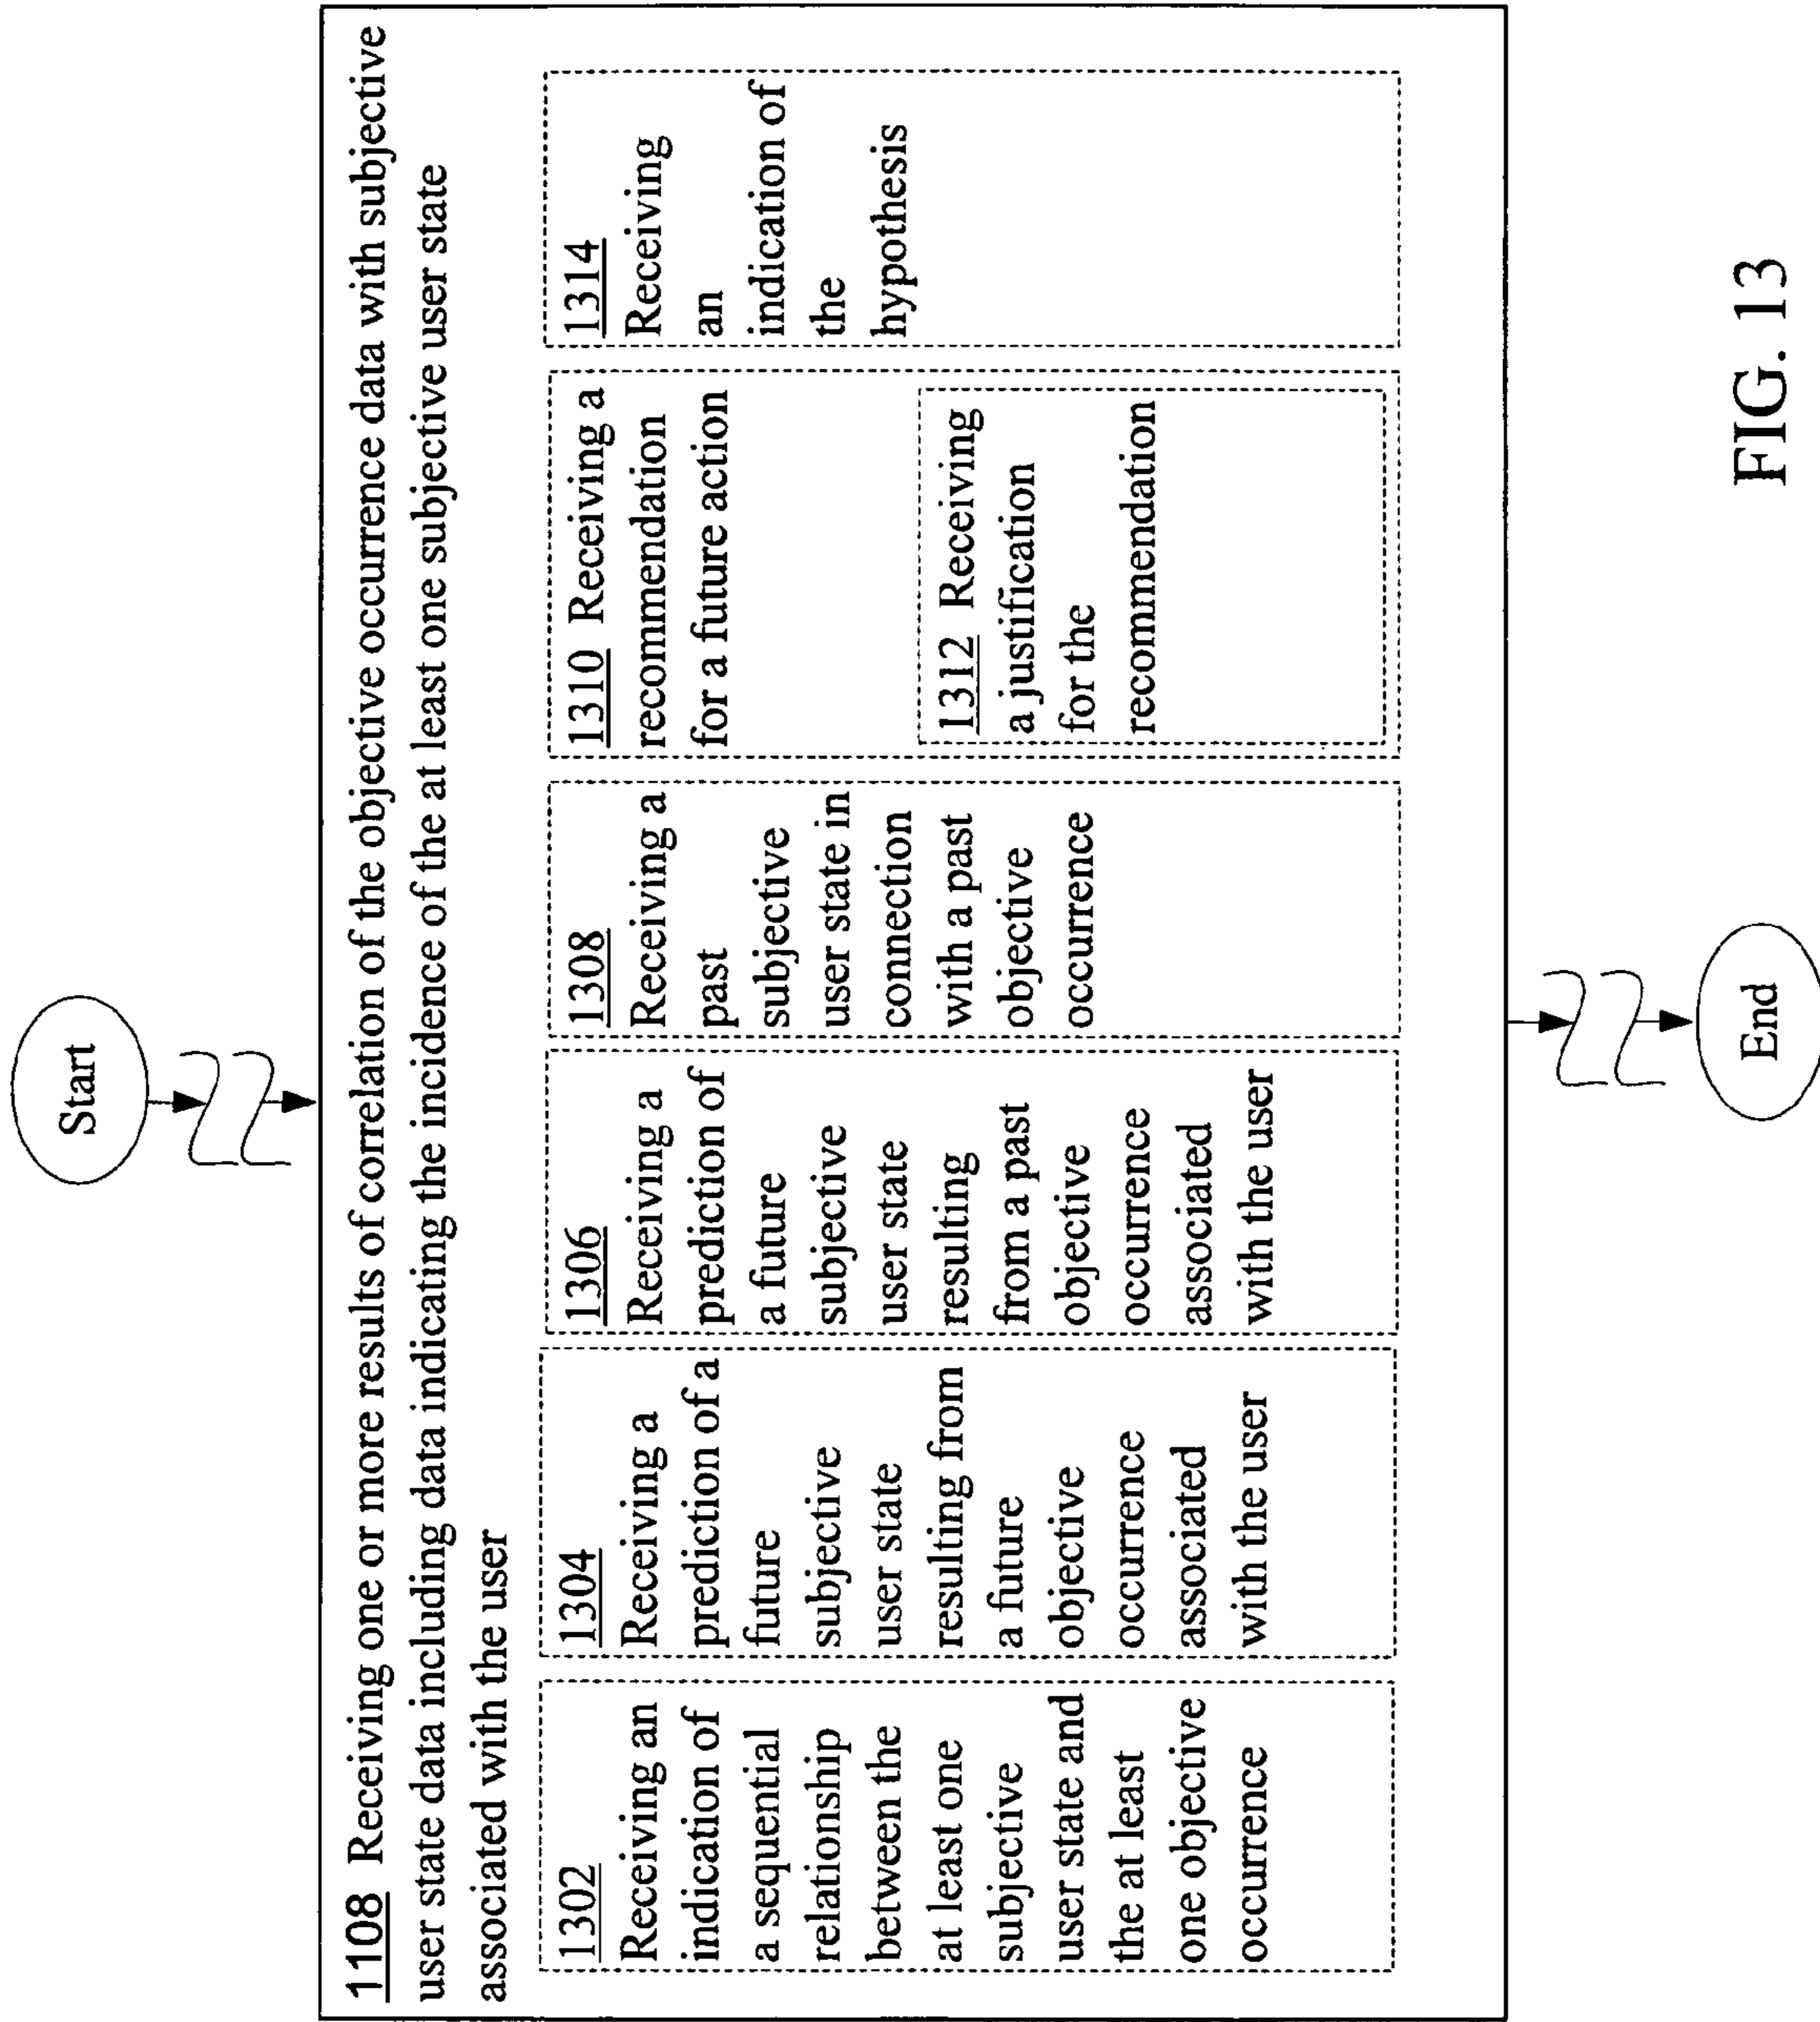 Start
1108 Receiving one or more results of correlation of the objective occurrence data with subjective
user state data including data indicating the incidence of the at least one subjective user state
associated with the user
1302
Receiving an
indication of
a sequential
relationship
between the
at least one
subjective
user state and
the at least
one objective
occurrence
1304
Receiving a
prediction of a
future
subjective
user state
resulting from
a future
objective
occurrence
associated
with the user
1306
Receiving a
prediction of
a future
subjective
user state
resulting
from a past
objective
occurrence
associated
with the user
1308
Receiving a
past
subjective
user state in
connection
with a past
objective
occurrence
1310 Receiving a
recommendation
for a future action
1312 Receiving
a justification
for the
recommendation
1314
Receiving
an
indication of
the
hypothesis
End
FIG. 13